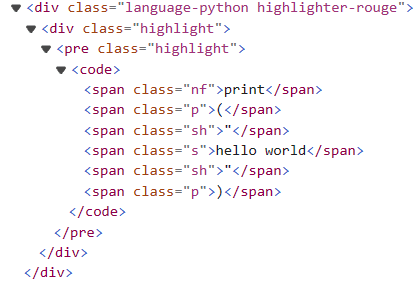 <div class="language-python highlighter-rouge">
<div class="highlight">
<pre class="highlight">
<code>
<span class="nf">print</span>
<span class="p">(</span>
<span class="sh">"</span>
<span class="s">hello world</span>
<span class="sh">"</span>
<span class="p">)</span>
</code>
</pre>
</div>
</div>